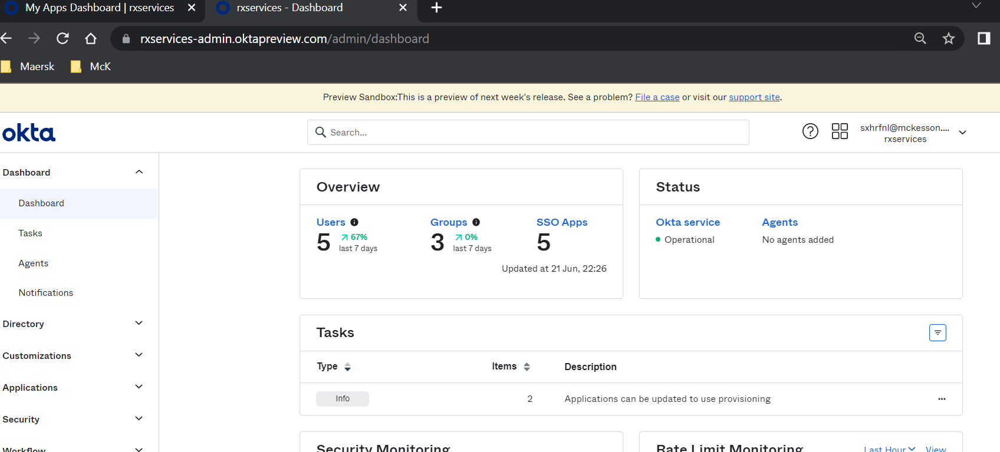 My Apps Dashboard | rxservices
rxservices - Dashboard
rxservices-admin.oktapreview.com/admin/dashboard
Maersk
McK
Preview Sandbox:This is a preview of next week's release. See a problem? File a case or visit our support site.
okta
Search...
sxhrfnl@mckesson....
rxservices
Dashboard
Dashboard
Tasks
Agents
Notifications
Directory
Customizations
Applications
Security
Workflow
Overview
Users
5
67%
last 7 days
Groups
3
0%
last 7 days
SSO Apps
5
Updated at 21 Jun, 22:26
Status
Okta service
Operational
Agents
No agents added
Tasks
Type Items Description
Info 2 Applications can be updated to use provisioning
Security Monitoring
Rate Limit Monitoring
Last Hour
View